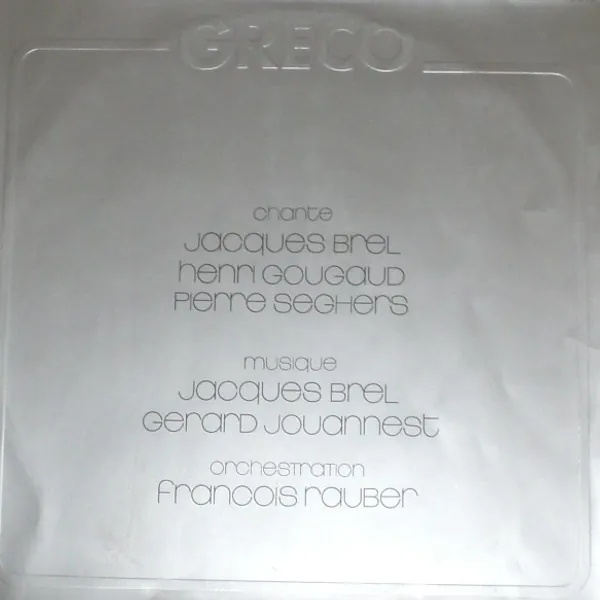 GRECO
chante
Jacques Brel
Henri Gougaud
Pierre Seghers
musique
Jacques Brel
Gerard Jouannest
orchestration
Francois Rauber